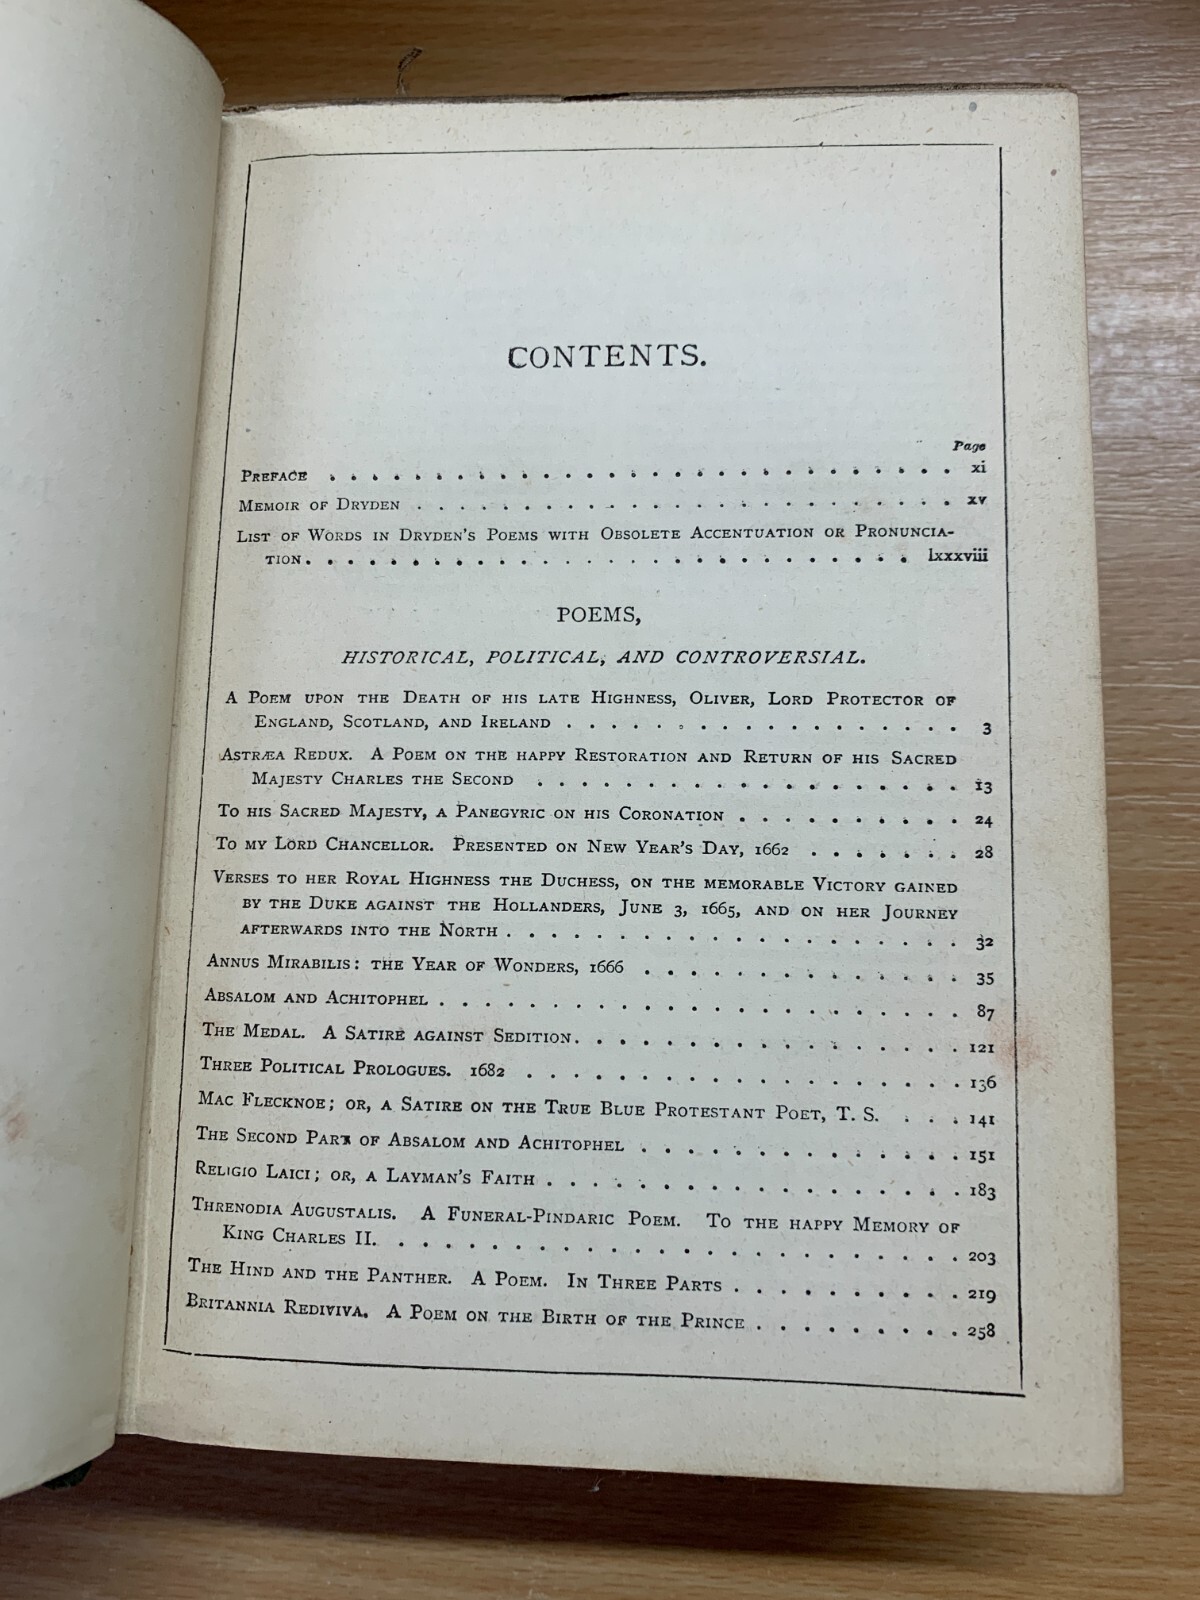 CONTENTS.
Page
PREFACE . . . . . . . . . . . . . . . . . . . . . . xi
MEMOIR OF DRYDEN . . . . . . . . . . . . . . . . . . . xv
LIST OF WORDS IN DRYDEN'S POEMS WITH OBSOLETE ACCENTUATION OR PRONUNCIA-
TION . . . . . . . . . . . . . . . . . . . . . lxxxviii
POEMS,
HISTORICAL, POLITICAL, AND CONTROVERSIAL.
A POEM UPON THE DEATH OF HIS LATE HIGHNESS, OLIVER, LORD PROTECTOR OF
ENGLAND, SCOTLAND, AND IRELAND . . . . . . . . . . . . . . 3
ASTRÆA REDUX. A POEM ON THE HAPPY RESTORATION AND RETURN OF HIS SACRED
MAJESTY CHARLES THE SECOND . . . . . . . . . . . . . . . 13
TO HIS SACRED MAJESTY, A PANEGYRIC ON HIS CORONATION . . . . . . . . 24
TO MY LORD CHANCELLOR. PRESENTED ON NEW YEAR'S DAY, 1662 . . . . . . 28
VERSES TO HER ROYAL HIGHNESS THE DUCHESS, ON THE MEMORABLE VICTORY GAINED
BY THE DUKE AGAINST THE HOLLANDERS, JUNE 3, 1665, AND ON HER JOURNEY
AFTERWARDS INTO THE NORTH . . . . . . . . . . . . . . . . 32
ANNUS MIRABILIS: THE YEAR OF WONDERS, 1666 . . . . . . . . . . . 35
ABSALOM AND ACHITOPHEL . . . . . . . . . . . . . . . . . . 87
THE MEDAL. A SATIRE AGAINST SEDITION . . . . . . . . . . . . . 121
THREE POLITICAL PROLOGUES. 1682 . . . . . . . . . . . . . . . 136
MAC FLECKNOE; OR, A SATIRE ON THE TRUE BLUE PROTESTANT POET, T. S. . . . 141
THE SECOND PART OF ABSALOM AND ACHITOPHEL . . . . . . . . . . . 151
RELIGIO LAICI; OR, A LAYMAN'S FAITH . . . . . . . . . . . . . . 183
THRENODIA AUGUSTALIS. A FUNERAL-PINDARIC POEM. TO THE HAPPY MEMORY OF
KING CHARLES II. . . . . . . . . . . . . . . . . . . . 203
THE HIND AND THE PANTHER. A POEM. IN THREE PARTS . . . . . . . . . 219
BRITANNIA REDIVIVA. A POEM ON THE BIRTH OF THE PRINCE . . . . . . . . 258